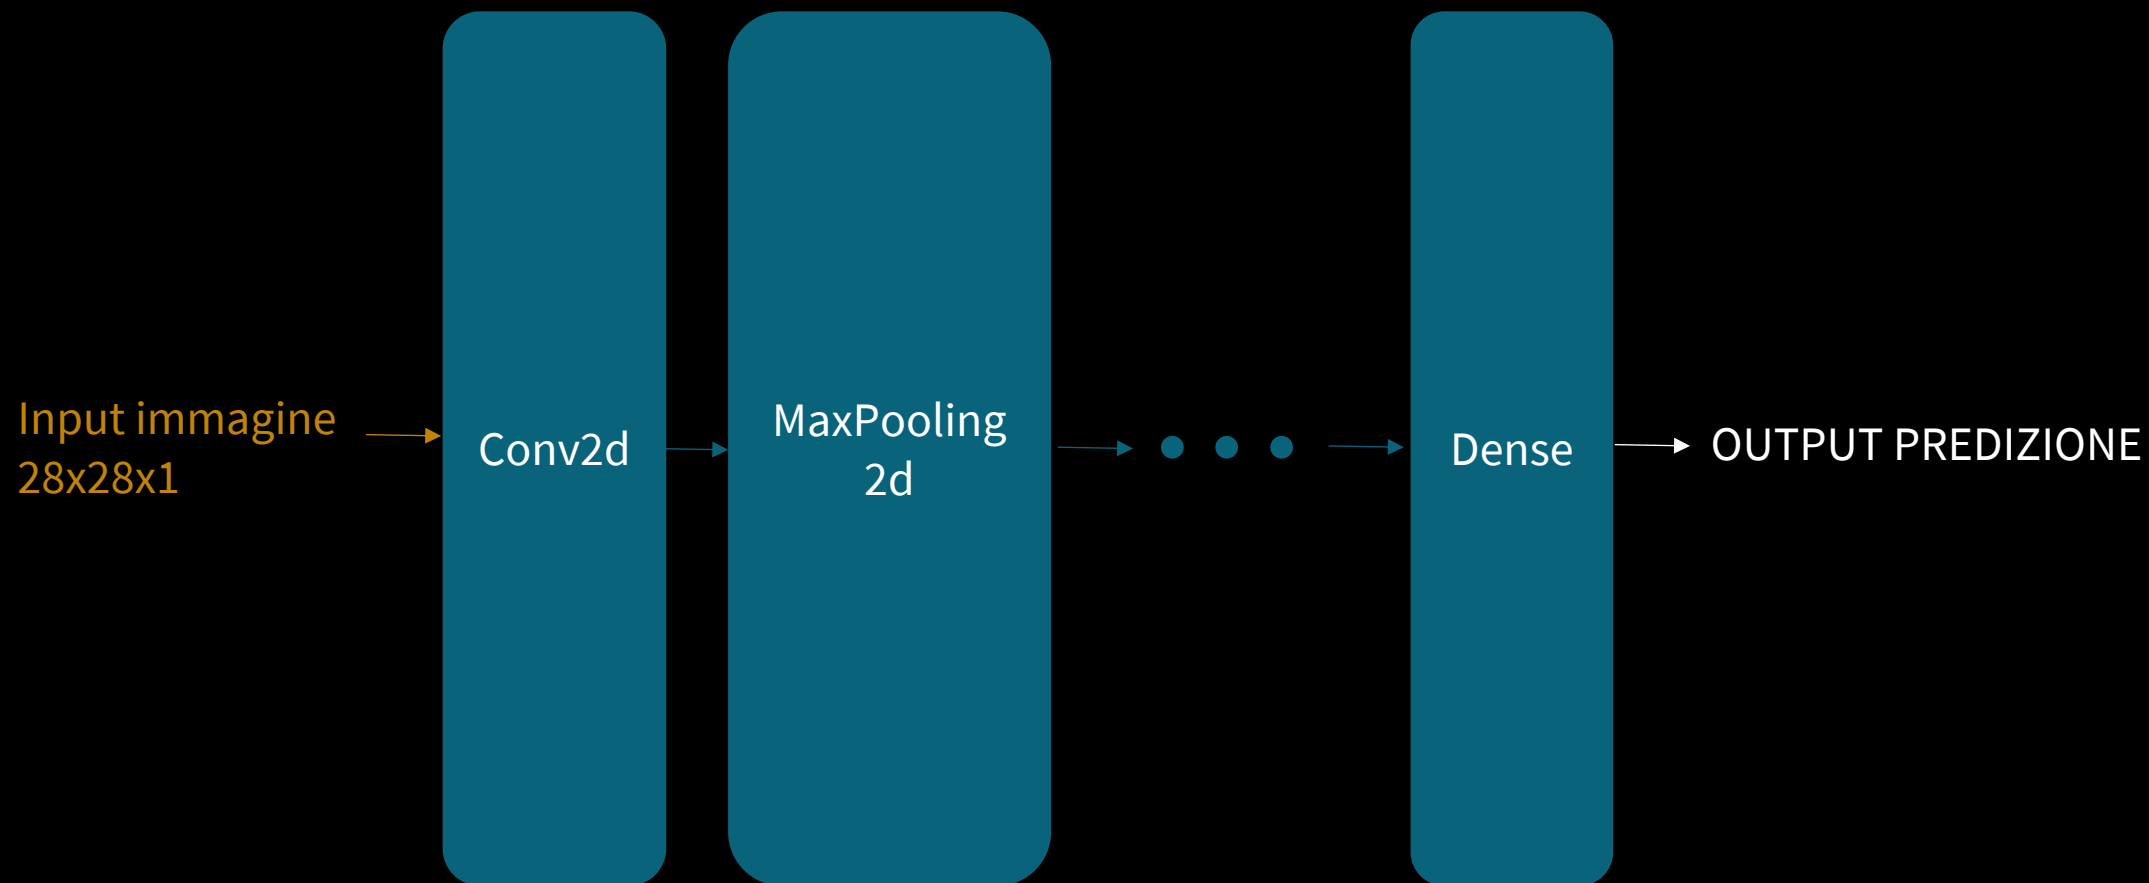 Input immagine
28x28x1
Conv2d
MaxPooling
2d
Dense
OUTPUT PREDIZIONE